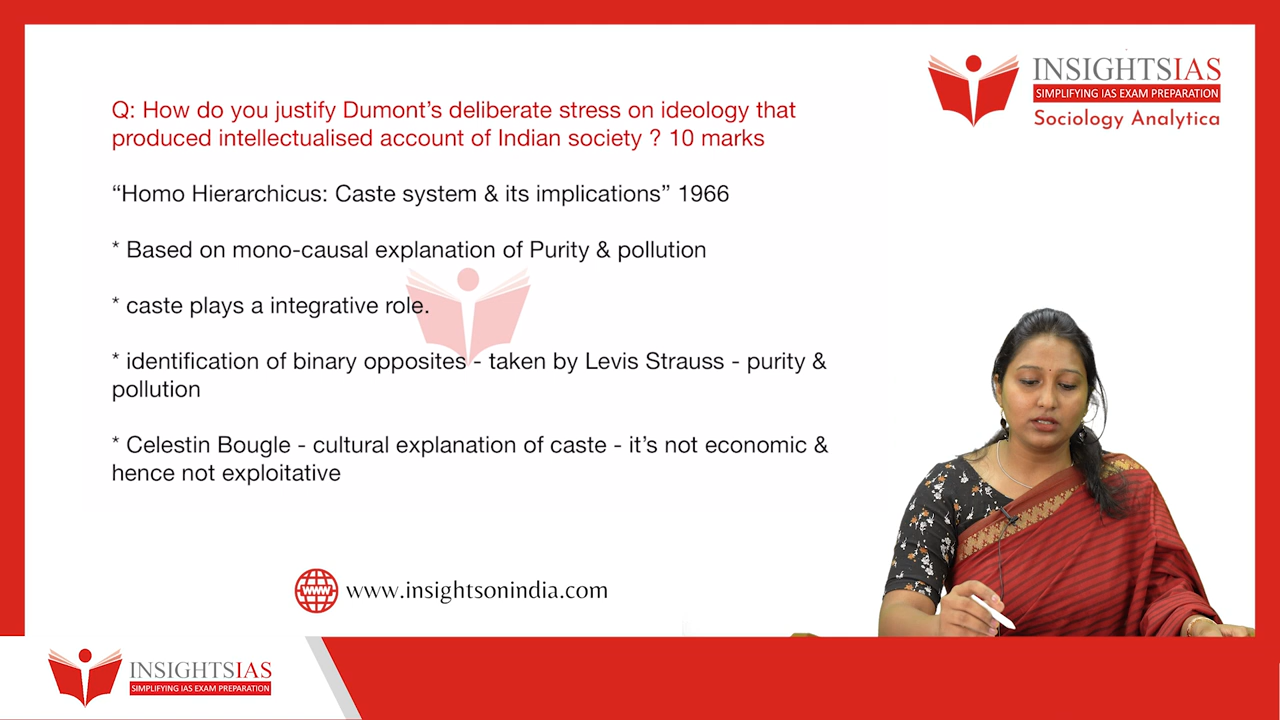 Q: How do you justify Dumont's deliberate stress on ideology that
produced intellectualised account of Indian society ? 10 marks
“Homo Hierarchicus: Caste system & its implications” 1966
* Based on mono-causal explanation of Purity & pollution
* caste plays a integrative role.
* identification of binary opposites - taken by Levis Strauss - purity &
pollution
* Celestin Bougle - cultural explanation of caste - it's not economic &
hence not exploitative
INSIGHTSIAS
SIMPLIFYING IAS EXAM PREPARATION
Sociology Analytica
www
www.insightsonindia.com
INSIGHTSIAS
SIMPLIFYING IAS EXAM PREPARATION